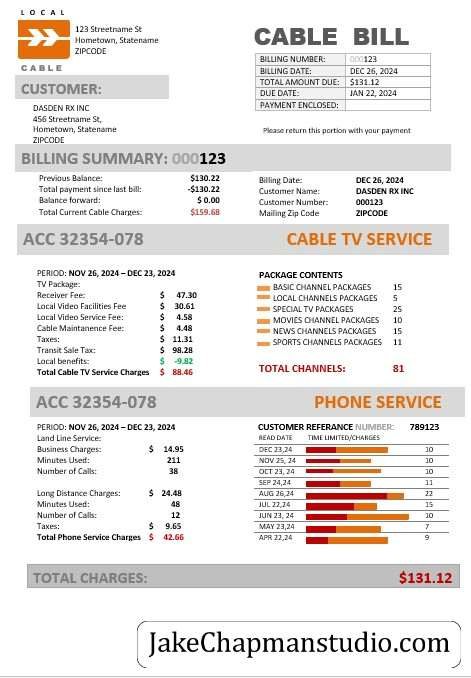 LOCAL
CABLE
123 Streetname St
Hometown, Statename
ZIPCODE
CABLE BILL
BILLING NUMBER: 000123
BILLING DATE: DEC 26, 2024
TOTAL AMOUNT DUE: $131.12
DUE DATE: JAN 22, 2024
PAYMENT ENCLOSED:
CUSTOMER:
DASDEN RX INC
456 Streetname St,
Hometown, Statename
ZIPCODE
Please return this portion with your payment
BILLING SUMMARY: 000123
Previous Balance: $130.22
Total payment since last bill: -$130.22
Balance forward: $ 0.00
Total Current Cable Charges: $159.68
Billing Date: DEC 26, 2024
Customer Name: DASDEN RX INC
Customer Number: 000123
Mailing Zip Code ZIPCODE
ACC 32354-078 CABLE TV SERVICE
PERIOD: NOV 26, 2024 – DEC 23, 2024
TV Package:
Receiver Fee: $ 47.30
Local Video Facilities Fee $ 30.61
Local Video Service Fee: $ 4.58
Cable Maintanence Fee: $ 4.48
Taxes: $ 11.31
Transit Sale Tax: $ 98.28
Local benefits: $ -9.82
Total Cable TV Service Charges $ 88.46
PACKAGE CONTENTS
BASIC CHANNEL PACKAGES 15
LOCAL CHANNELS PACKAGES 5
SPECIAL TV PACKAGES 25
MOVIES CHANNEL PACKAGES 10
NEWS CHANNEL PACKAGES 15
SPORTS CHANNEL PACKAGES 11
TOTAL CHANNELS: 81
ACC 32354-078 PHONE SERVICE
PERIOD: NOV 26, 2024 – DEC 23, 2024
Land Line Service:
Business Charges: $ 14.95
Minutes Used: 211
Number of Calls: 38
Long Distance Charges: $ 24.48
Minutes Used: 48
Number of Calls: 12
Taxes: $ 9.65
Total Phone Service Charges $ 42.66
CUSTOMER REFERANCE NUMBER: 789123
READ DATE TIME LIMITED/CHARGES
DEC 23,24 10
NOV 25, 24 10
OCT 23, 24 10
SEP 24,24 11
AUG 26,24 22
JUL 22,24 15
JUN 23, 24 10
MAY 23,24 7
APR 22,24 9
TOTAL CHARGES: $131.12
JakeChapmanstudio.com